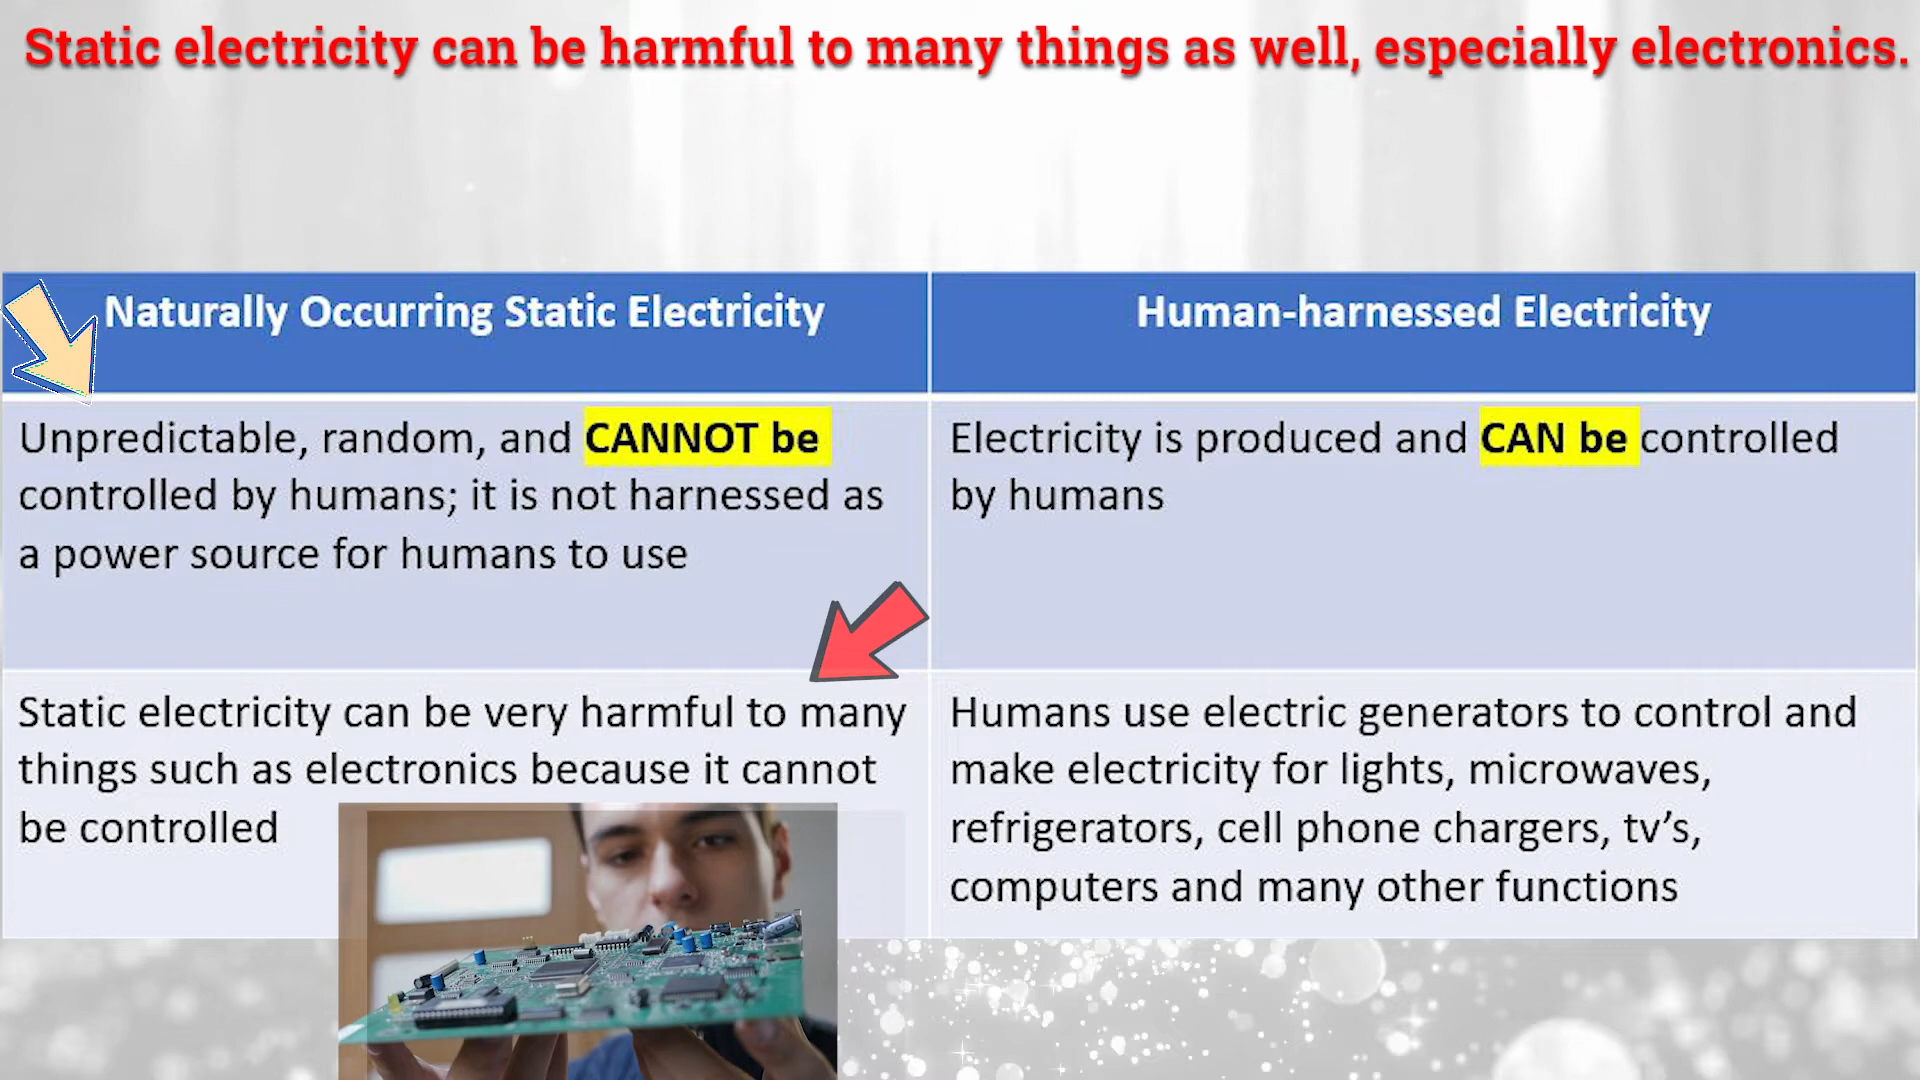 Static electricity can be harmful to many things as well, especially electronics.
Naturally Occurring Static Electricity
Human-harnessed Electricity
Unpredictable, random, and CANNOT be
controlled by humans; it is not harnessed as
a power source for humans to use
Electricity is produced and CAN be controlled
by humans
Static electricity can be very harmful to many
things such as electronics because it cannot
be controlled
Humans use electric generators to control and
make electricity for lights, microwaves,
refrigerators, cell phone chargers, tv’s,
computers and many other functions